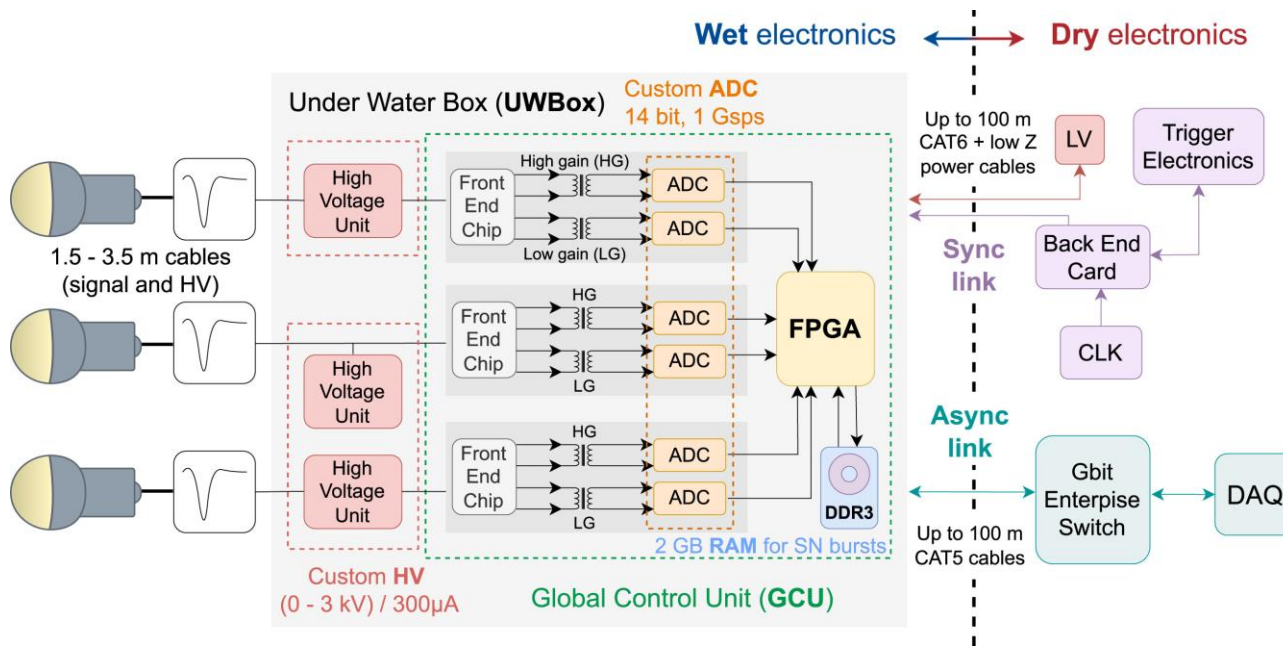 Wet electronics
Dry electronics
Under Water Box (UWBox)
Custom ADC
14 bit, 1 Gsps
Up to 100 m
CAT6 + low Z
power cables
LV
Trigger
Electronics
High
Voltage
Unit
Front
End
Chip
High gain (HG)
Low gain (LG)
ADC
ADC
1.5 - 3.5 m cables
(signal and HV)
Sync
link
Back End
Card
CLK
High
Voltage
Unit
Front
End
Chip
HG
LG
ADC
ADC
FPGA
High
Voltage
Unit
Front
End
Chip
HG
LG
ADC
ADC
DDR3
2 GB RAM for SN bursts
Async
link
Gbit
Enterpise
Switch
DAQ
Up to 100 m
CAT5 cables
Custom HV
(0 - 3 kV) / 300µA
Global Control Unit (GCU)